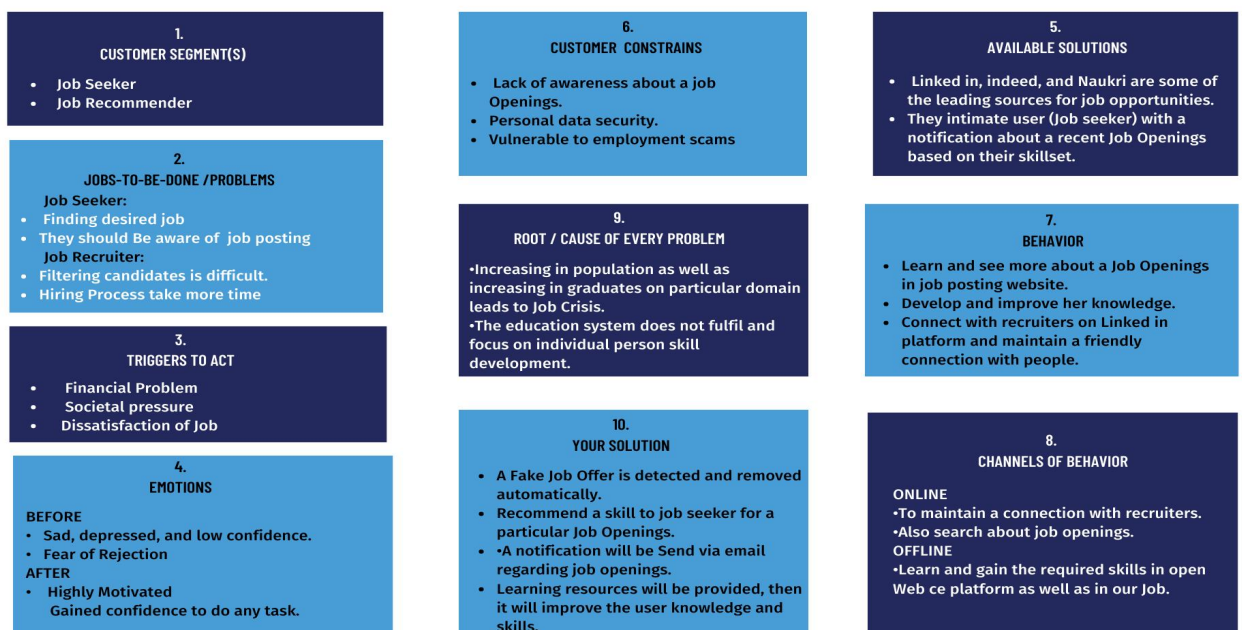 1.
CUSTOMER SEGMENT(S)
• Job Seeker
• Job Recommender
2.
JOBS-TO-BE-DONE /PROBLEMS
Job Seeker:
• Finding desired job
• They should Be aware of job posting
Job Recruiter:
• Filtering candidates is difficult.
• Hiring Process take more time
3.
TRIGGERS TO ACT
• Financial Problem
• Societal pressure
• Dissatisfaction of Job
4.
EMOTIONS
BEFORE
• Sad, depressed, and low confidence.
• Fear of Rejection
AFTER
• Highly Motivated
Gained confidence to do any task.
6.
CUSTOMER CONSTRAINS
• Lack of awareness about a job
Openings.
• Personal data security.
• Vulnerable to employment scams
9.
ROOT / CAUSE OF EVERY PROBLEM
•Increasing in population as well as
increasing in graduates on particular domain
leads to Job Crisis.
•The education system does not fulfil and
focus on individual person skill
development.
10.
YOUR SOLUTION
• A Fake Job Offer is detected and removed
automatically.
• Recommend a skill to job seeker for a
particular Job Openings.
• •A notification will be Send via email
regarding job openings.
• Learning resources will be provided, then
it will improve the user knowledge and
skills.
5.
AVAILABLE SOLUTIONS
• Linked in, indeed, and Naukri are some of
the leading sources for job opportunities.
• They intimate user (Job seeker) with a
notification about a recent Job Openings
based on their skillset.
7.
BEHAVIOR
• Learn and see more about a Job Openings
in job posting website.
• Develop and improve her knowledge.
• Connect with recruiters on Linked in
platform and maintain a friendly
connection with people.
8.
CHANNELS OF BEHAVIOR
ONLINE
•To maintain a connection with recruiters.
•Also search about job openings.
OFFLINE
•Learn and gain the required skills in open
Web ce platform as well as in our Job.